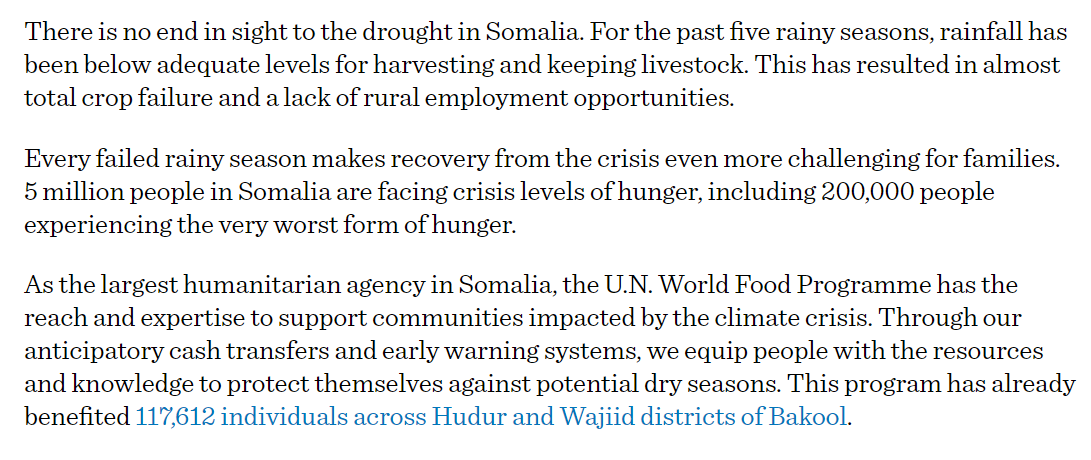 There is no end in sight to the drought in Somalia. For the past five rainy seasons, rainfall has
been below adequate levels for harvesting and keeping livestock. This has resulted in almost
total crop failure and a lack of rural employment opportunities.
Every failed rainy season makes recovery from the crisis even more challenging for families.
5 million people in Somalia are facing crisis levels of hunger, including 200,000 people
experiencing the very worst form of hunger.
As the largest humanitarian agency in Somalia, the U.N. World Food Programme has the
reach and expertise to support communities impacted by the climate crisis. Through our
anticipatory cash transfers and early warning systems, we equip people with the resources
and knowledge to protect themselves against potential dry seasons. This program has already
benefited 117,612 individuals across Hudur and Wajiid districts of Bakool.